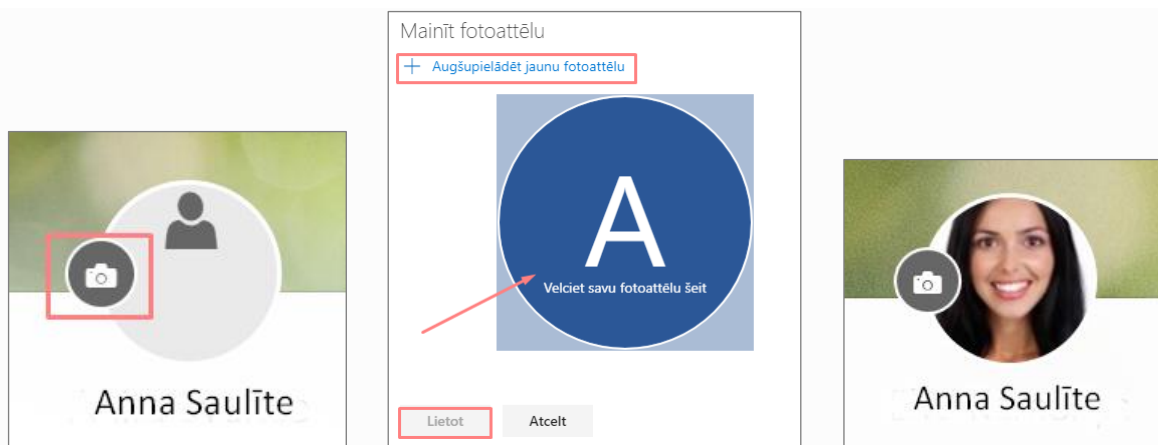 Anna Saulīte
Mainīt fotoattēlu
Augšupielādēt jaunu fotoattēlu
A
Velciet savu fotoattēlu šeit
Lietot
Atcelt
Anna Saulīte